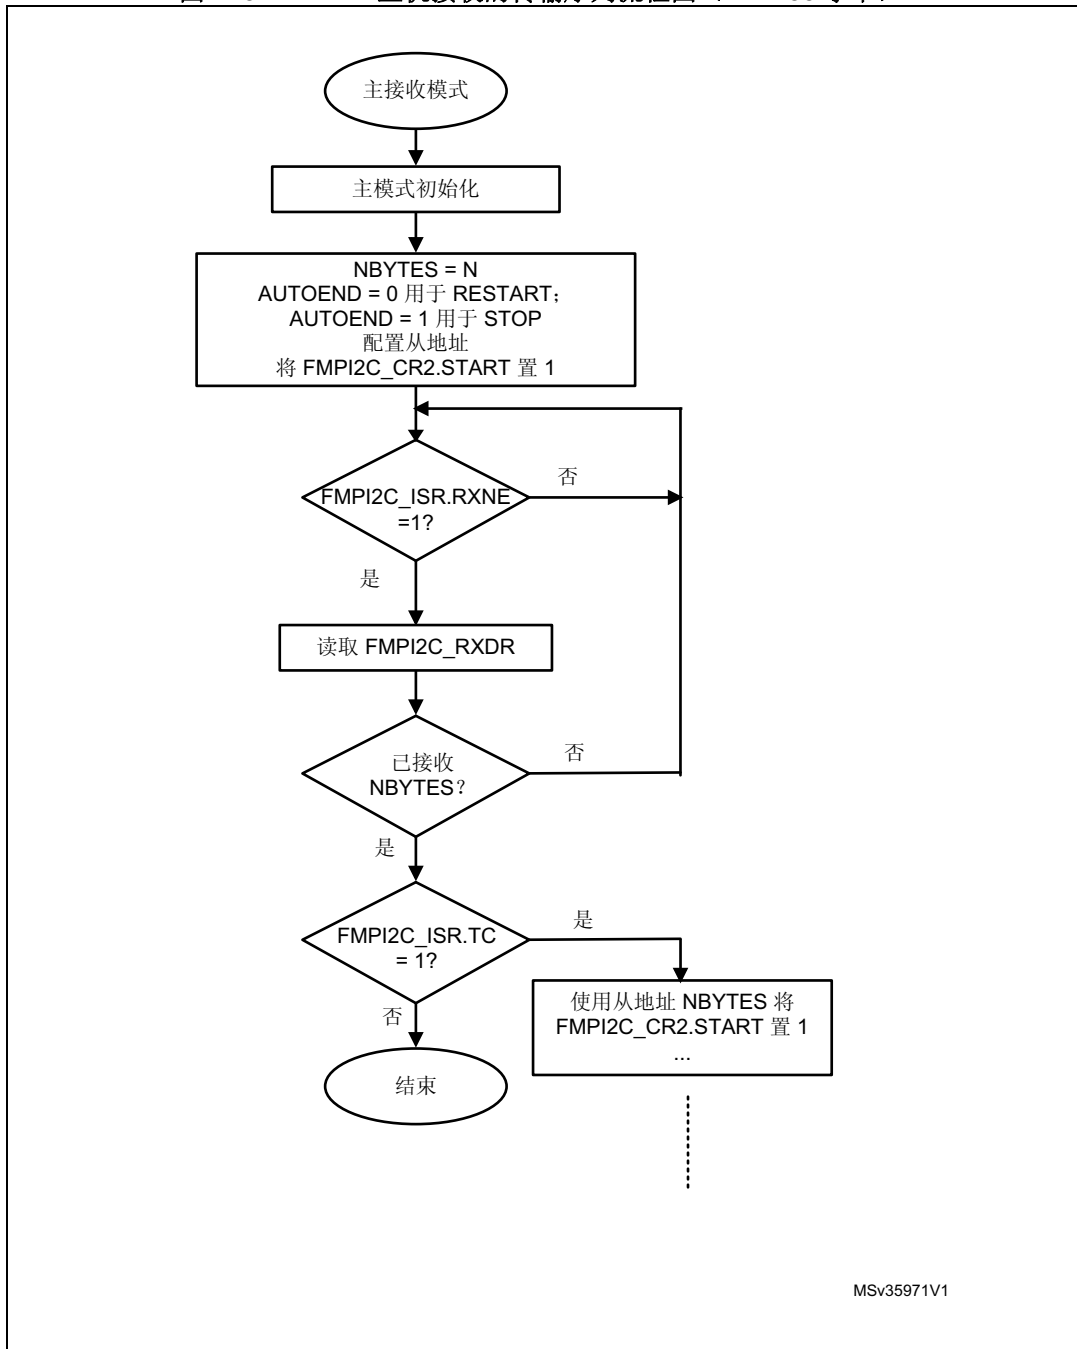 主接收模式
主模式初始化
NBYTES = N
AUTOEND = 0 用于 RESTART；
AUTOEND = 1 用于 STOP
配置从地址
将 FMPI2C_CR2.START 置 1
FMPI2C_ISR.RXNE
=1?
否
是
读取 FMPI2C_RXDR
已接收
NBYTES？
否
是
FMPI2C_ISR.TC
= 1?
是
否
使用从地址 NBYTES 将
FMPI2C_CR2.START 置 1
...
结束
MSv35971V1